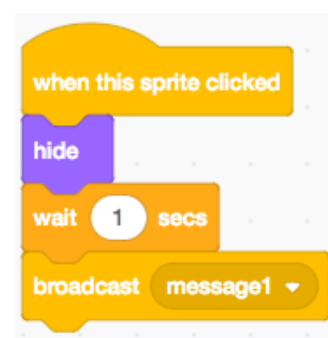 when this sprite clicked
hide
wait 1 secs
broadcast message1